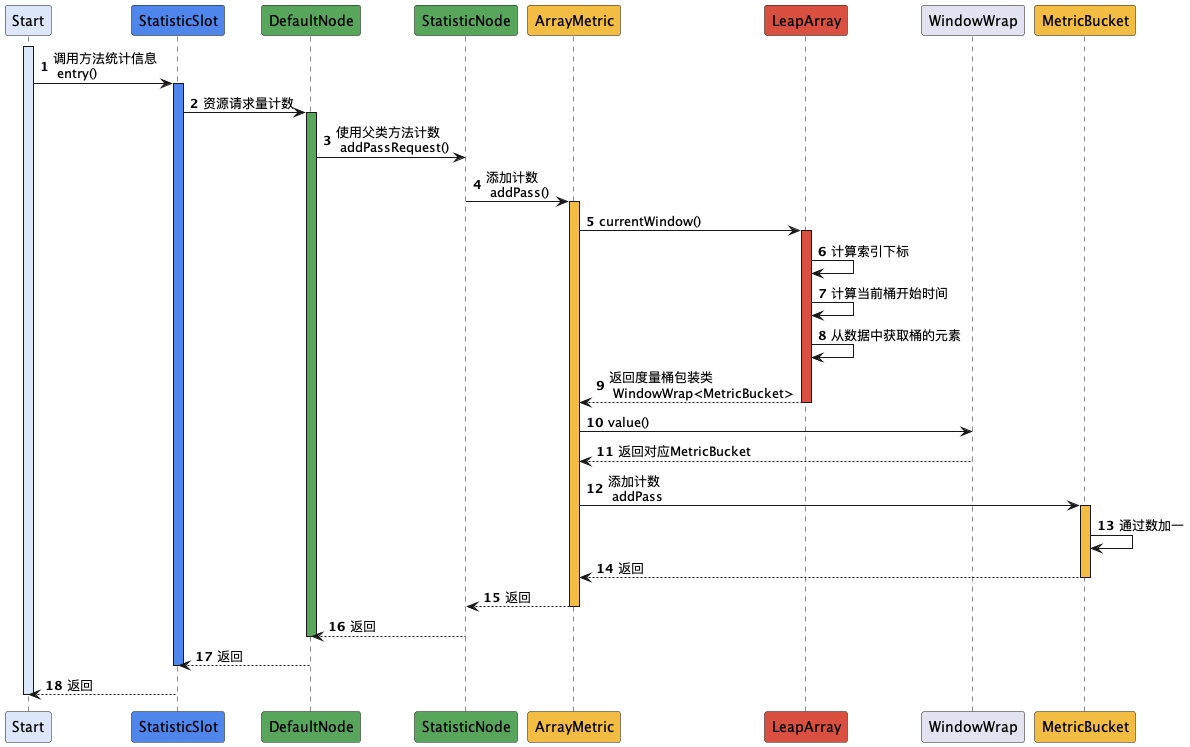 Start StatisticSlot DefaultNode StatisticNode ArrayMetric LeapArray WindowWrap MetricBucket
1 调用方法统计信息
entry()
2 资源请求量计数
3 使用父类方法计数
addPassRequest()
4 添加计数
addPass()
5 currentWindow()
6 计算索引下标
7 计算当前桶开始时间
8 从数据中获取桶的元素
9 返回度量桶包装类
WindowWrap<MetricBucket>
10 value()
11 返回对应MetricBucket
12 添加计数
addPass
13 通过数加一
14 返回
15 返回
16 返回
17 返回
18 返回
Start StatisticSlot DefaultNode StatisticNode ArrayMetric LeapArray WindowWrap MetricBucket